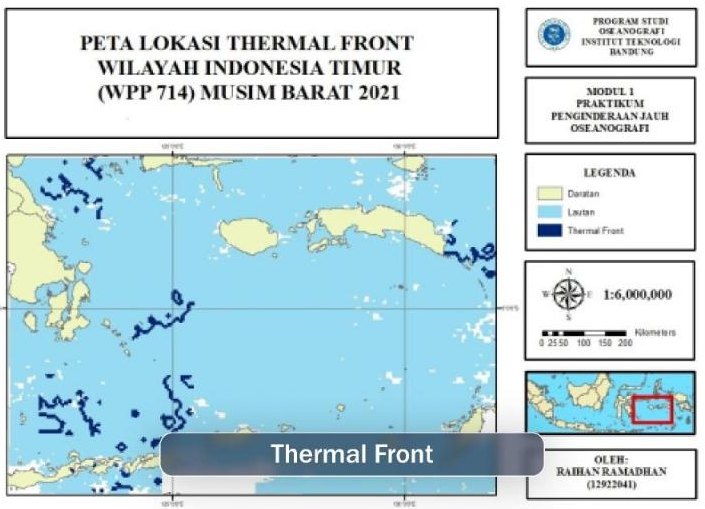 PETA LOKASI THERMAL FRONT
WILAYAH INDONESIA TIMUR
(WPP 714) MUSIM BARAT 2021
PROGRAM STUDI
OSEANOGRAFI
INSTITUT TEKNOLOGI
BANDUNG
MODUL 1
PRAKTIKUM
PENGINDERAAN JAUH
OSEANOGRAFI
LEGENDA
Daratan
Lautan
Thermal Front
N
W E
S
1:6,000,000
Kilometers
0 25 50 100 150 200
Thermal Front
OLEH:
RAIHAN RAMADHAN
(12922041)